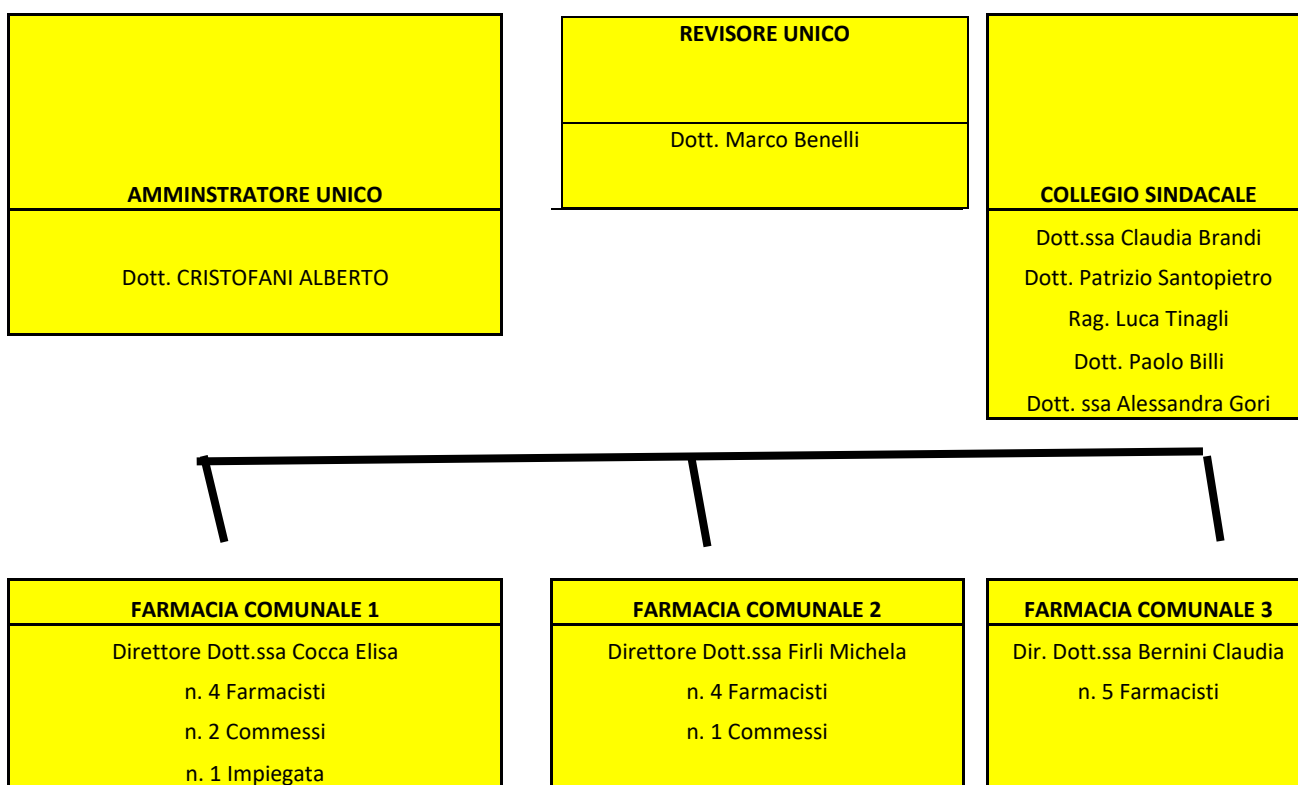 AMMINSTRATORE UNICO
Dott. CRISTOFANI ALBERTO
REVISORE UNICO
Dott. Marco Benelli
COLLEGIO SINDACALE
Dott.ssa Claudia Brandi
Dott. Patrizio Santopietro
Rag. Luca Tinagli
Dott. Paolo Billi
Dott. ssa Alessandra Gori
FARMACIA COMUNALE 1
Direttore Dott.ssa Cocca Elisa
n. 4 Farmacisti
n. 2 Commessi
n. 1 Impiegata
FARMACIA COMUNALE 2
Direttore Dott.ssa Firli Michela
n. 4 Farmacisti
n. 1 Commessi
FARMACIA COMUNALE 3
Dir. Dott.ssa Bernini Claudia
n. 5 Farmacisti